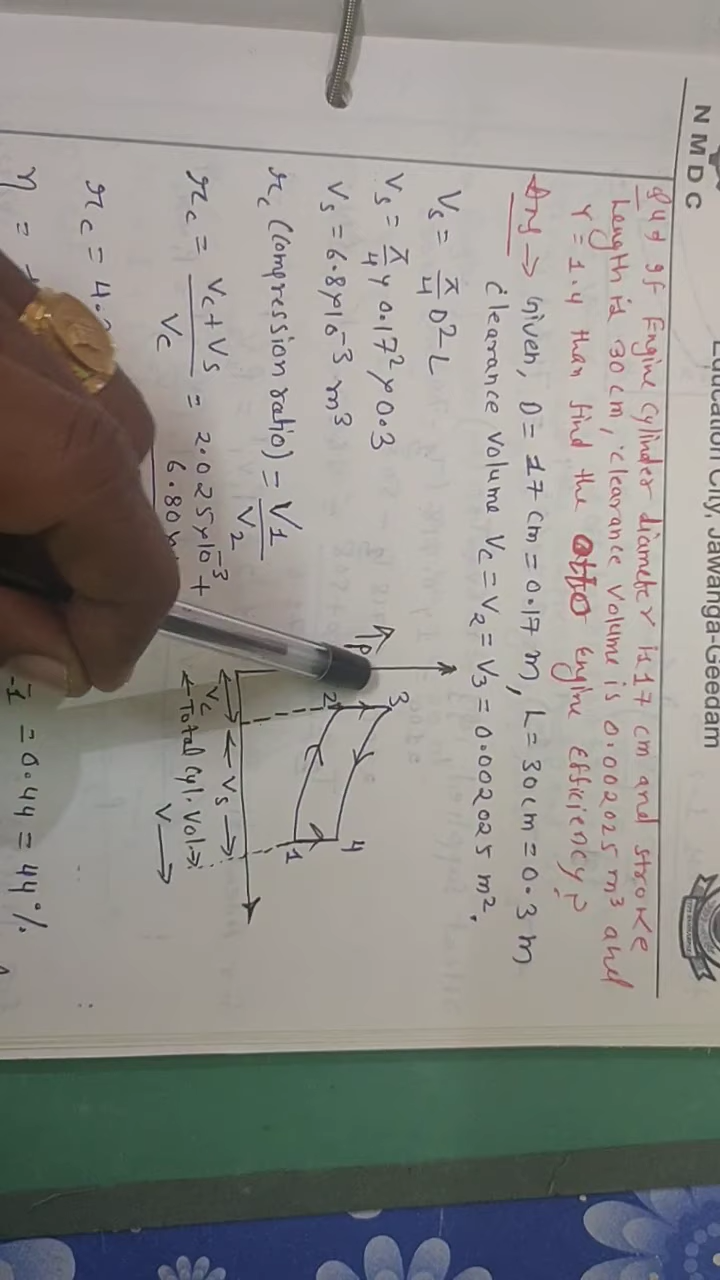 NMDC
Education City, Jawanga-Geedam
Qu4 If Engine cylinder diameter is 17 cm and stroke
length is 30 cm, clearance volume is 0.002025 m³ and
γ = 1.4 than find the otto engine efficiency?
Ans → Given, D = 17 cm = 0.17 m, L = 30 cm = 0.3 m
clearance volume Vc = V2 = V3 = 0.002025 m².
Vs = π/4 D² L
Vs = π/4 × 0.17² × 0.3
Vs = 6.8×10⁻³ m³
rc (compression ratio) = V1/V2
rc = (Vc + Vs)/Vc = 2.025×10⁻³ + 6.80
rc = 4.
η = -1 = 0.44 = 44%
P
3
2
4
1
Vc Vs
Total cyl. Vol
V →